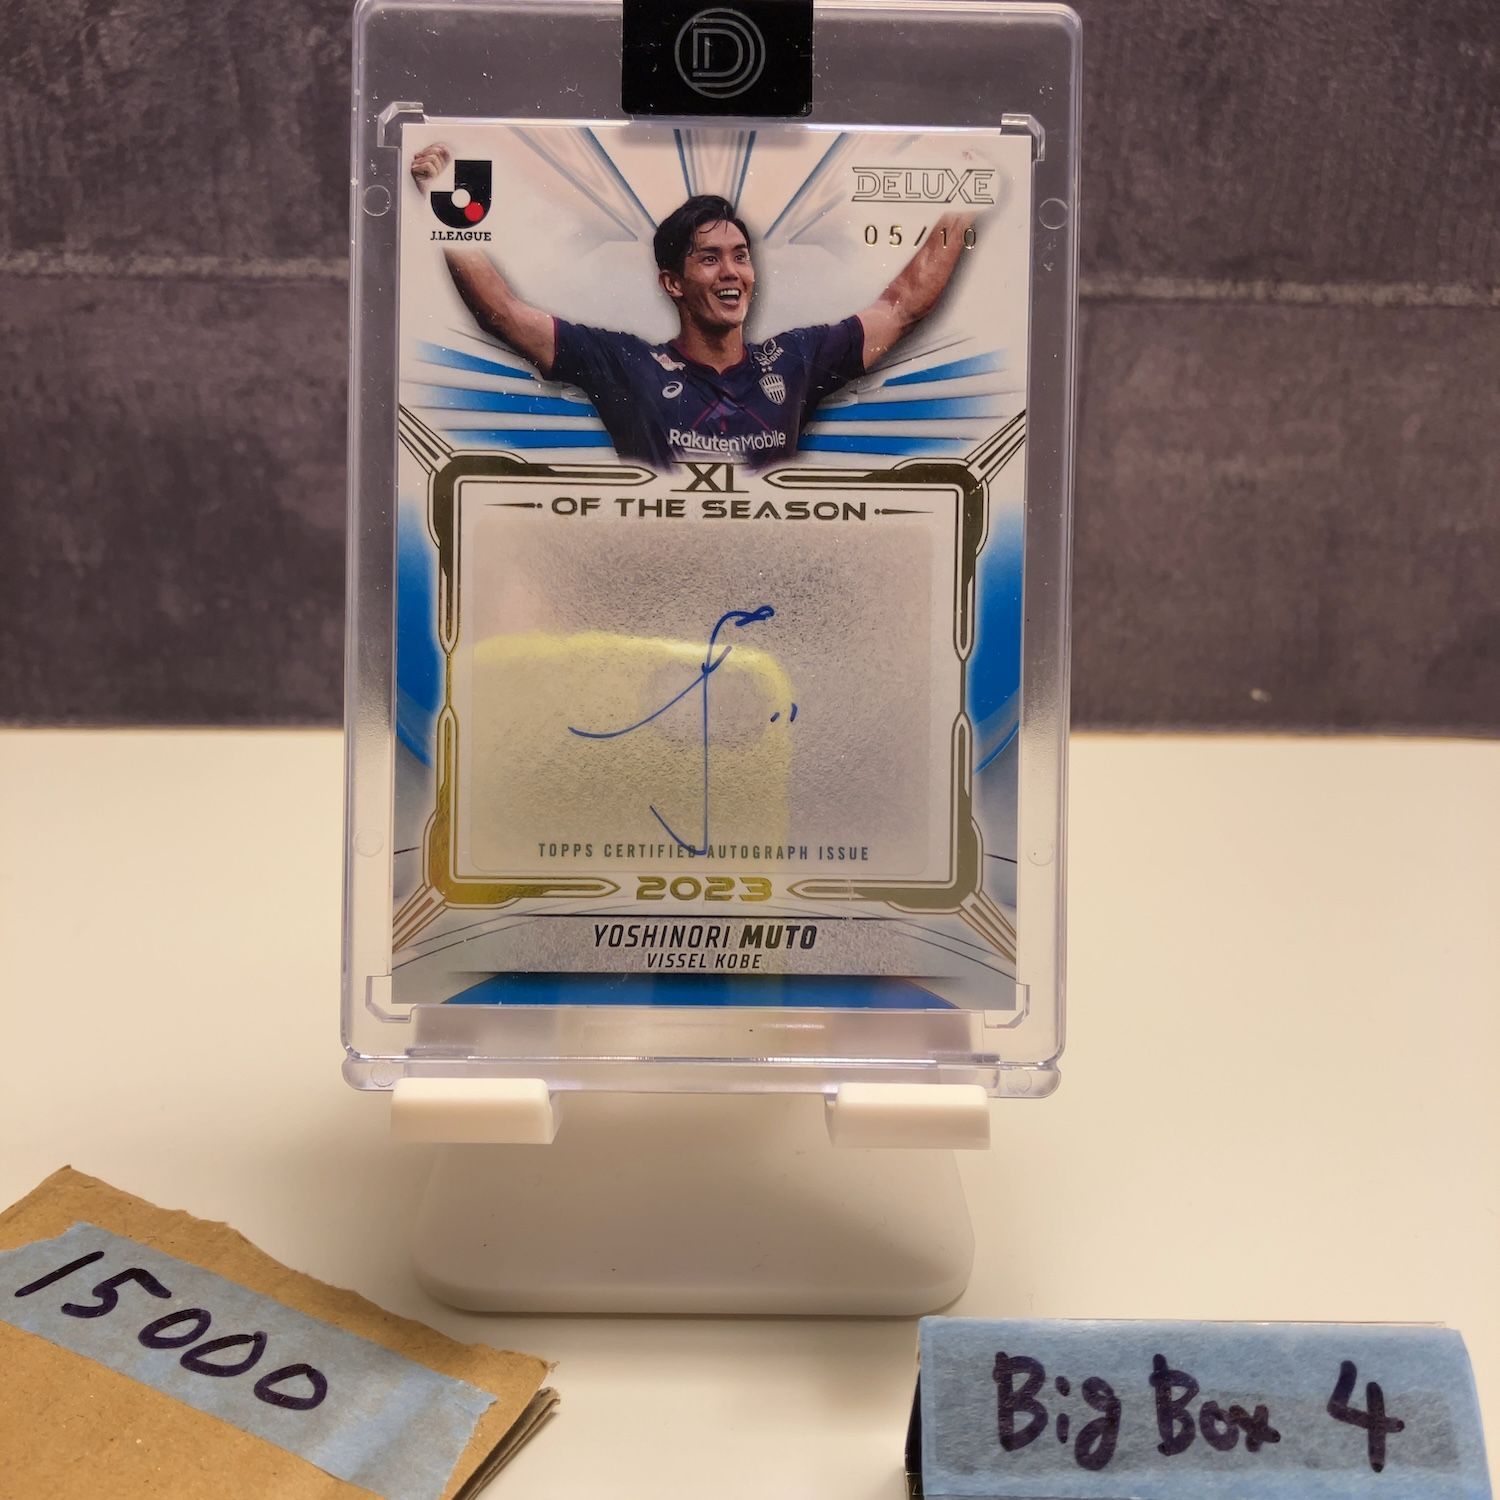 D
J.LEAGUE
DELUXE
05/10
Rakuten Mobile
XI
OF THE SEASON
TOPPS CERTIFIED AUTOGRAPH ISSUE
2023
YOSHINORI MUTO
VISSEL KOBE
15000
Big Box 4